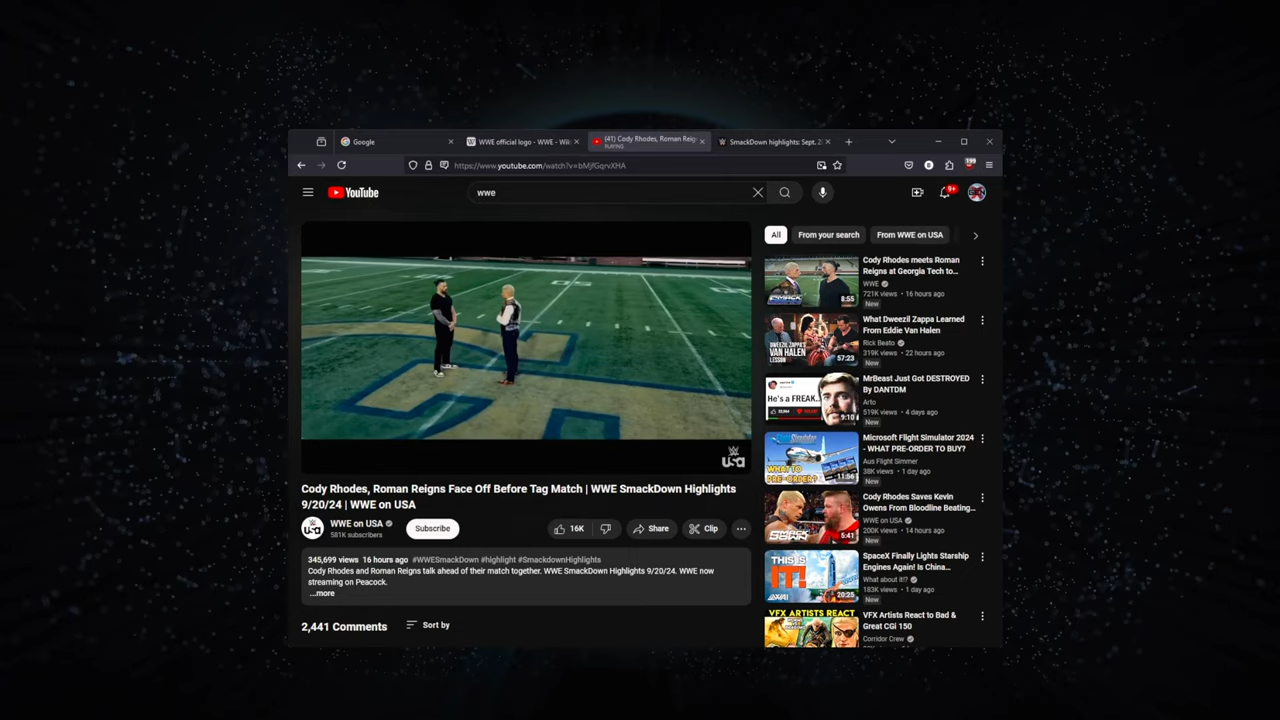 Google
WWE official logo - WWE - Wik
(41) Cody Rhodes, Roman Reig
PLAYING
SmackDown highlights: Sept. 2
https://www.youtube.com/watch?v=bMjfGqrvXHA
199
YouTube
wwe
9+
All
From your search
From WWE on USA
USA
Cody Rhodes, Roman Reigns Face Off Before Tag Match | WWE SmackDown Highlights
9/20/24 | WWE on USA
WWE on USA
581K subscribers
Subscribe
16K
Share
Clip
345,699 views 16 hours ago #WWESmackDown #highlight #SmackdownHighlights
Cody Rhodes and Roman Reigns talk ahead of their match together. WWE SmackDown Highlights 9/20/24. WWE now
streaming on Peacock.
...more
2,441 Comments
Sort by
8:55
Cody Rhodes meets Roman
Reigns at Georgia Tech to...
WWE
721K views • 16 hours ago
New
DWEEZIL ZAPPA'S
VAN HALEN
LESSON
57:23
What Dweezil Zappa Learned
From Eddie Van Halen
Rick Beato
319K views • 22 hours ago
New
He's a FREAK..
9:10
MrBeast Just Got DESTROYED
By DANTDM
Arto
519K views • 4 days ago
New
WHAT TO
PRE-ORDER?
11:56
Microsoft Flight Simulator 2024
- WHAT PRE-ORDER TO BUY?
Aus Flight Simmer
38K views • 1 day ago
New
SMACKDOWN
5:41
Cody Rhodes Saves Kevin
Owens From Bloodline Beating...
WWE on USA
200K views • 14 hours ago
New
THIS IS
IT!
20:25
SpaceX Finally Lights Starship
Engines Again! Is China...
What about it!?
183K views • 1 day ago
New
VFX ARTISTS REACT
VFX Artists React to Bad &
Great CGi 150
Corridor Crew